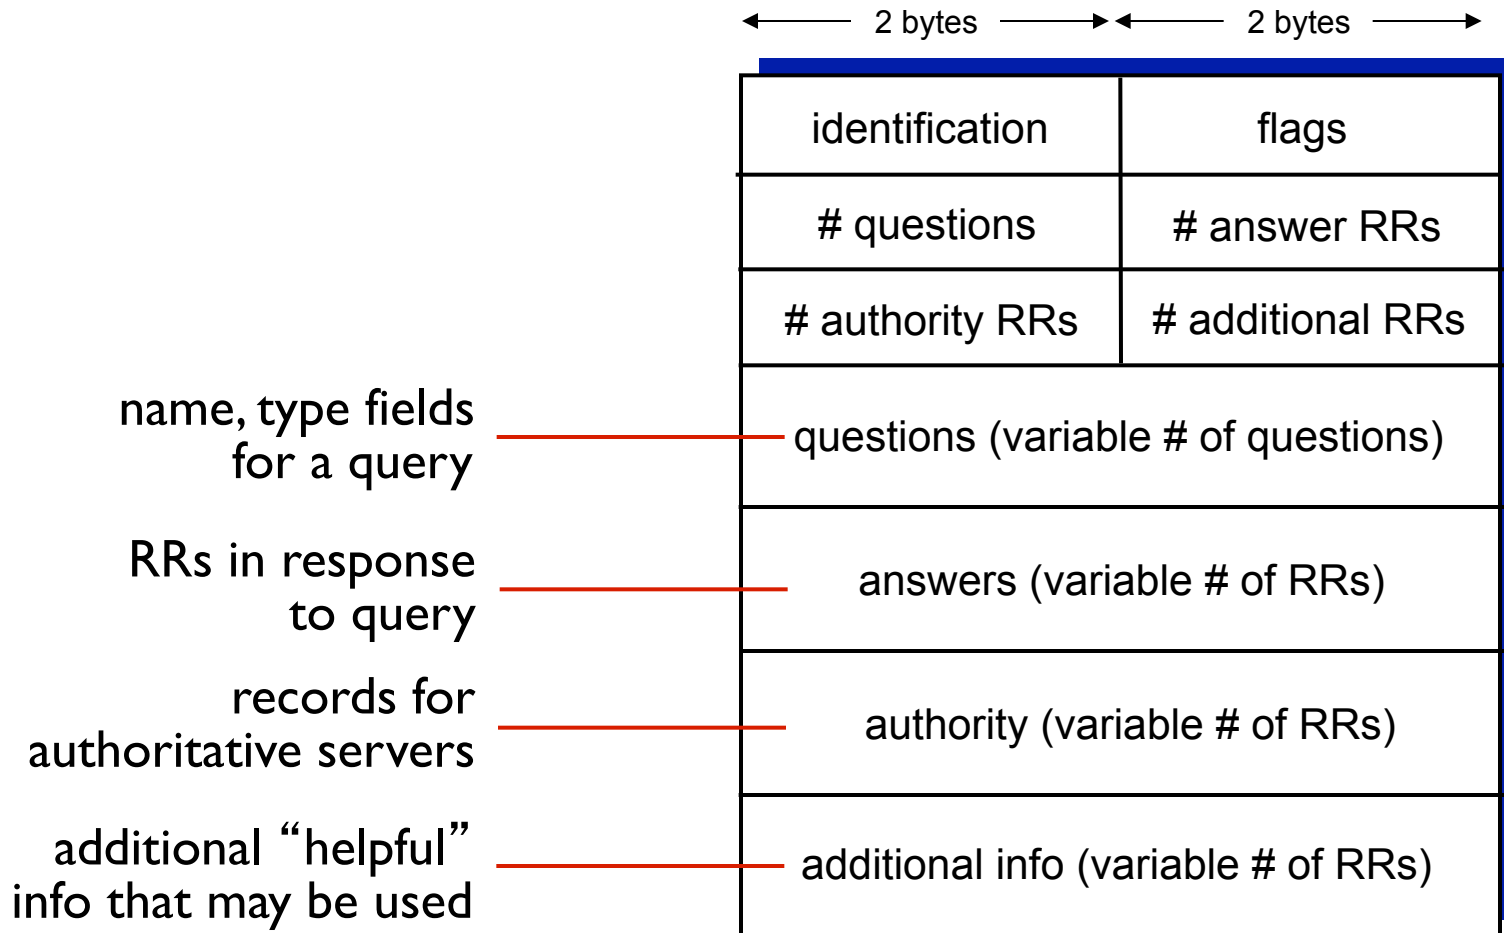 2 bytes 2 bytes
identification flags
# questions # answer RRs
# authority RRs # additional RRs
name, type fields
for a query
questions (variable # of questions)
RRs in response
to query
answers (variable # of RRs)
records for
authoritative servers
authority (variable # of RRs)
additional “helpful”
info that may be used
additional info (variable # of RRs)